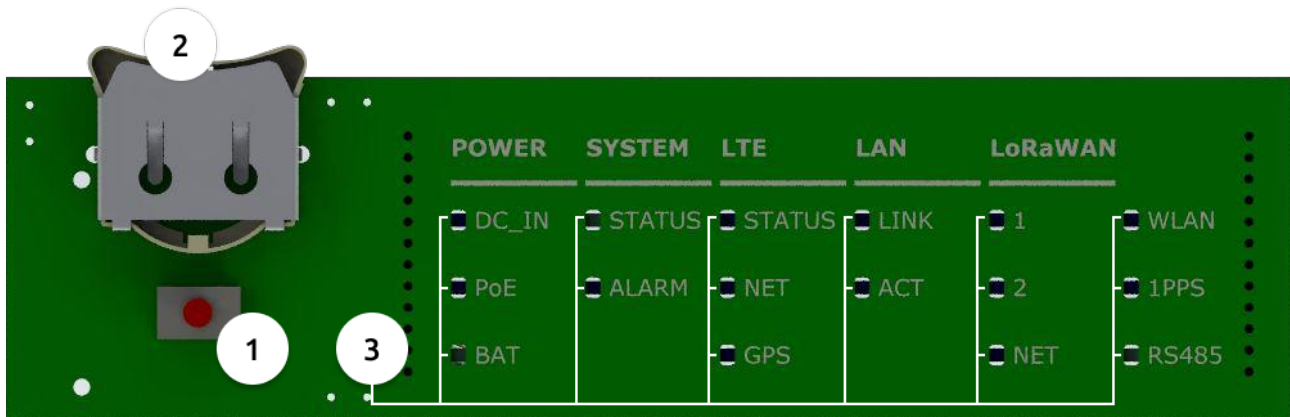 2
POWER SYSTEM LTE LAN LoRaWAN
DC_IN STATUS STATUS LINK 1 WLAN
PoE ALARM NET ACT 2 1PPS
1 3 BAT GPS NET RS485